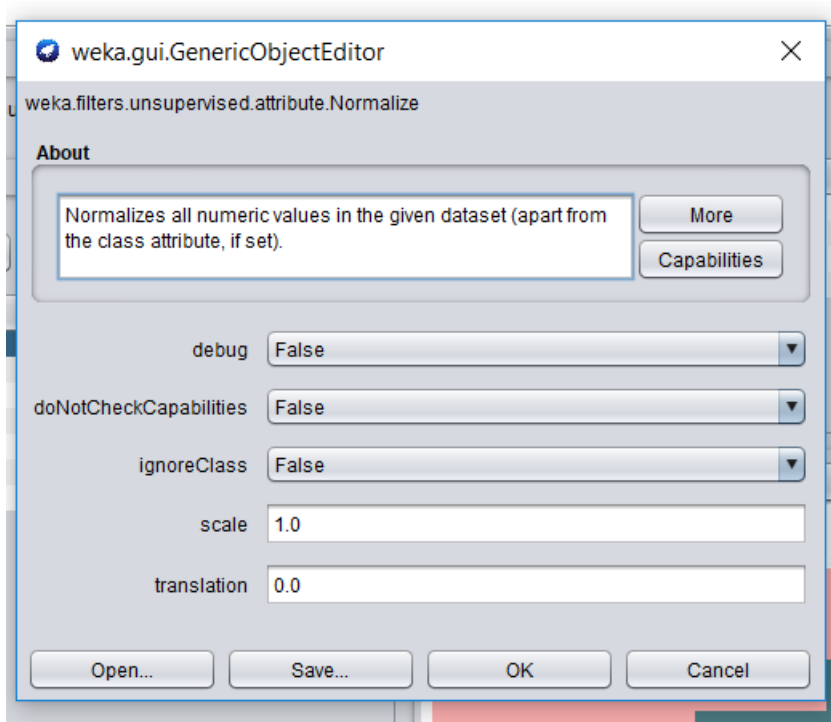 weka.gui.GenericObjectEditor
weka.filters.unsupervised.attribute.Normalize
About
Normalizes all numeric values in the given dataset (apart from
the class attribute, if set).
More
Capabilities
debug False
doNotCheckCapabilities False
ignoreClass False
scale 1.0
translation 0.0
Open... Save... OK Cancel